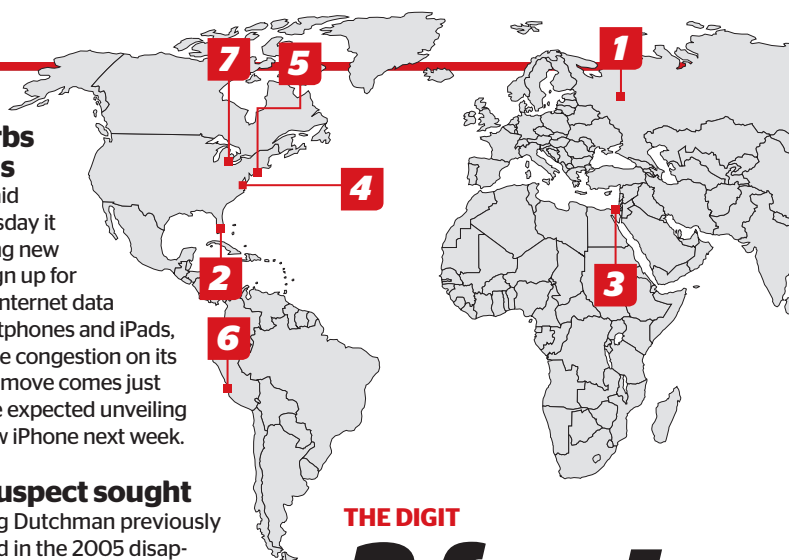 7
5
1
4
2
3
6
rbs
s
aid
sday it
ng new
gn up for
nternet data
tphones and iPads,
e congestion on its
move comes just
e expected unveiling
w iPhone next week.
uspect sought
g Dutchman previously
d in the 2005 disap-
THE DIGIT